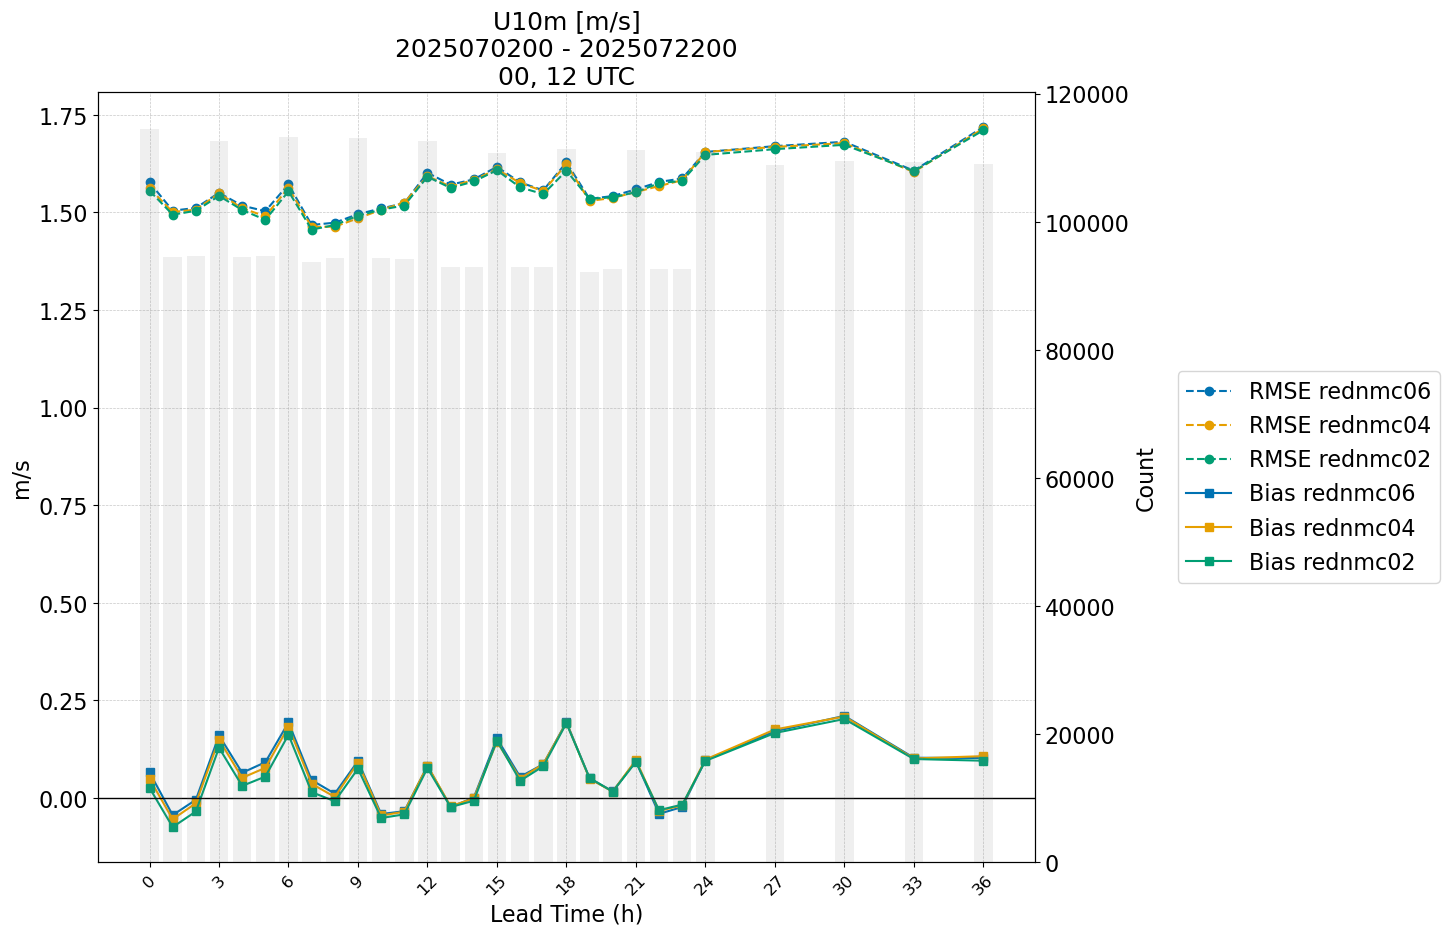 U10m [m/s]
2025070200 - 2025072200
00, 12 UTC
1.75
1.50
1.25
1.00
0.75
0.50
0.25
0.00
m/s
120000
100000
80000
60000
40000
20000
0
Count
0 3 6 9 12 15 18 21 24 27 30 33 36
Lead Time (h)
RMSE rednmc06
RMSE rednmc04
RMSE rednmc02
Bias rednmc06
Bias rednmc04
Bias rednmc02